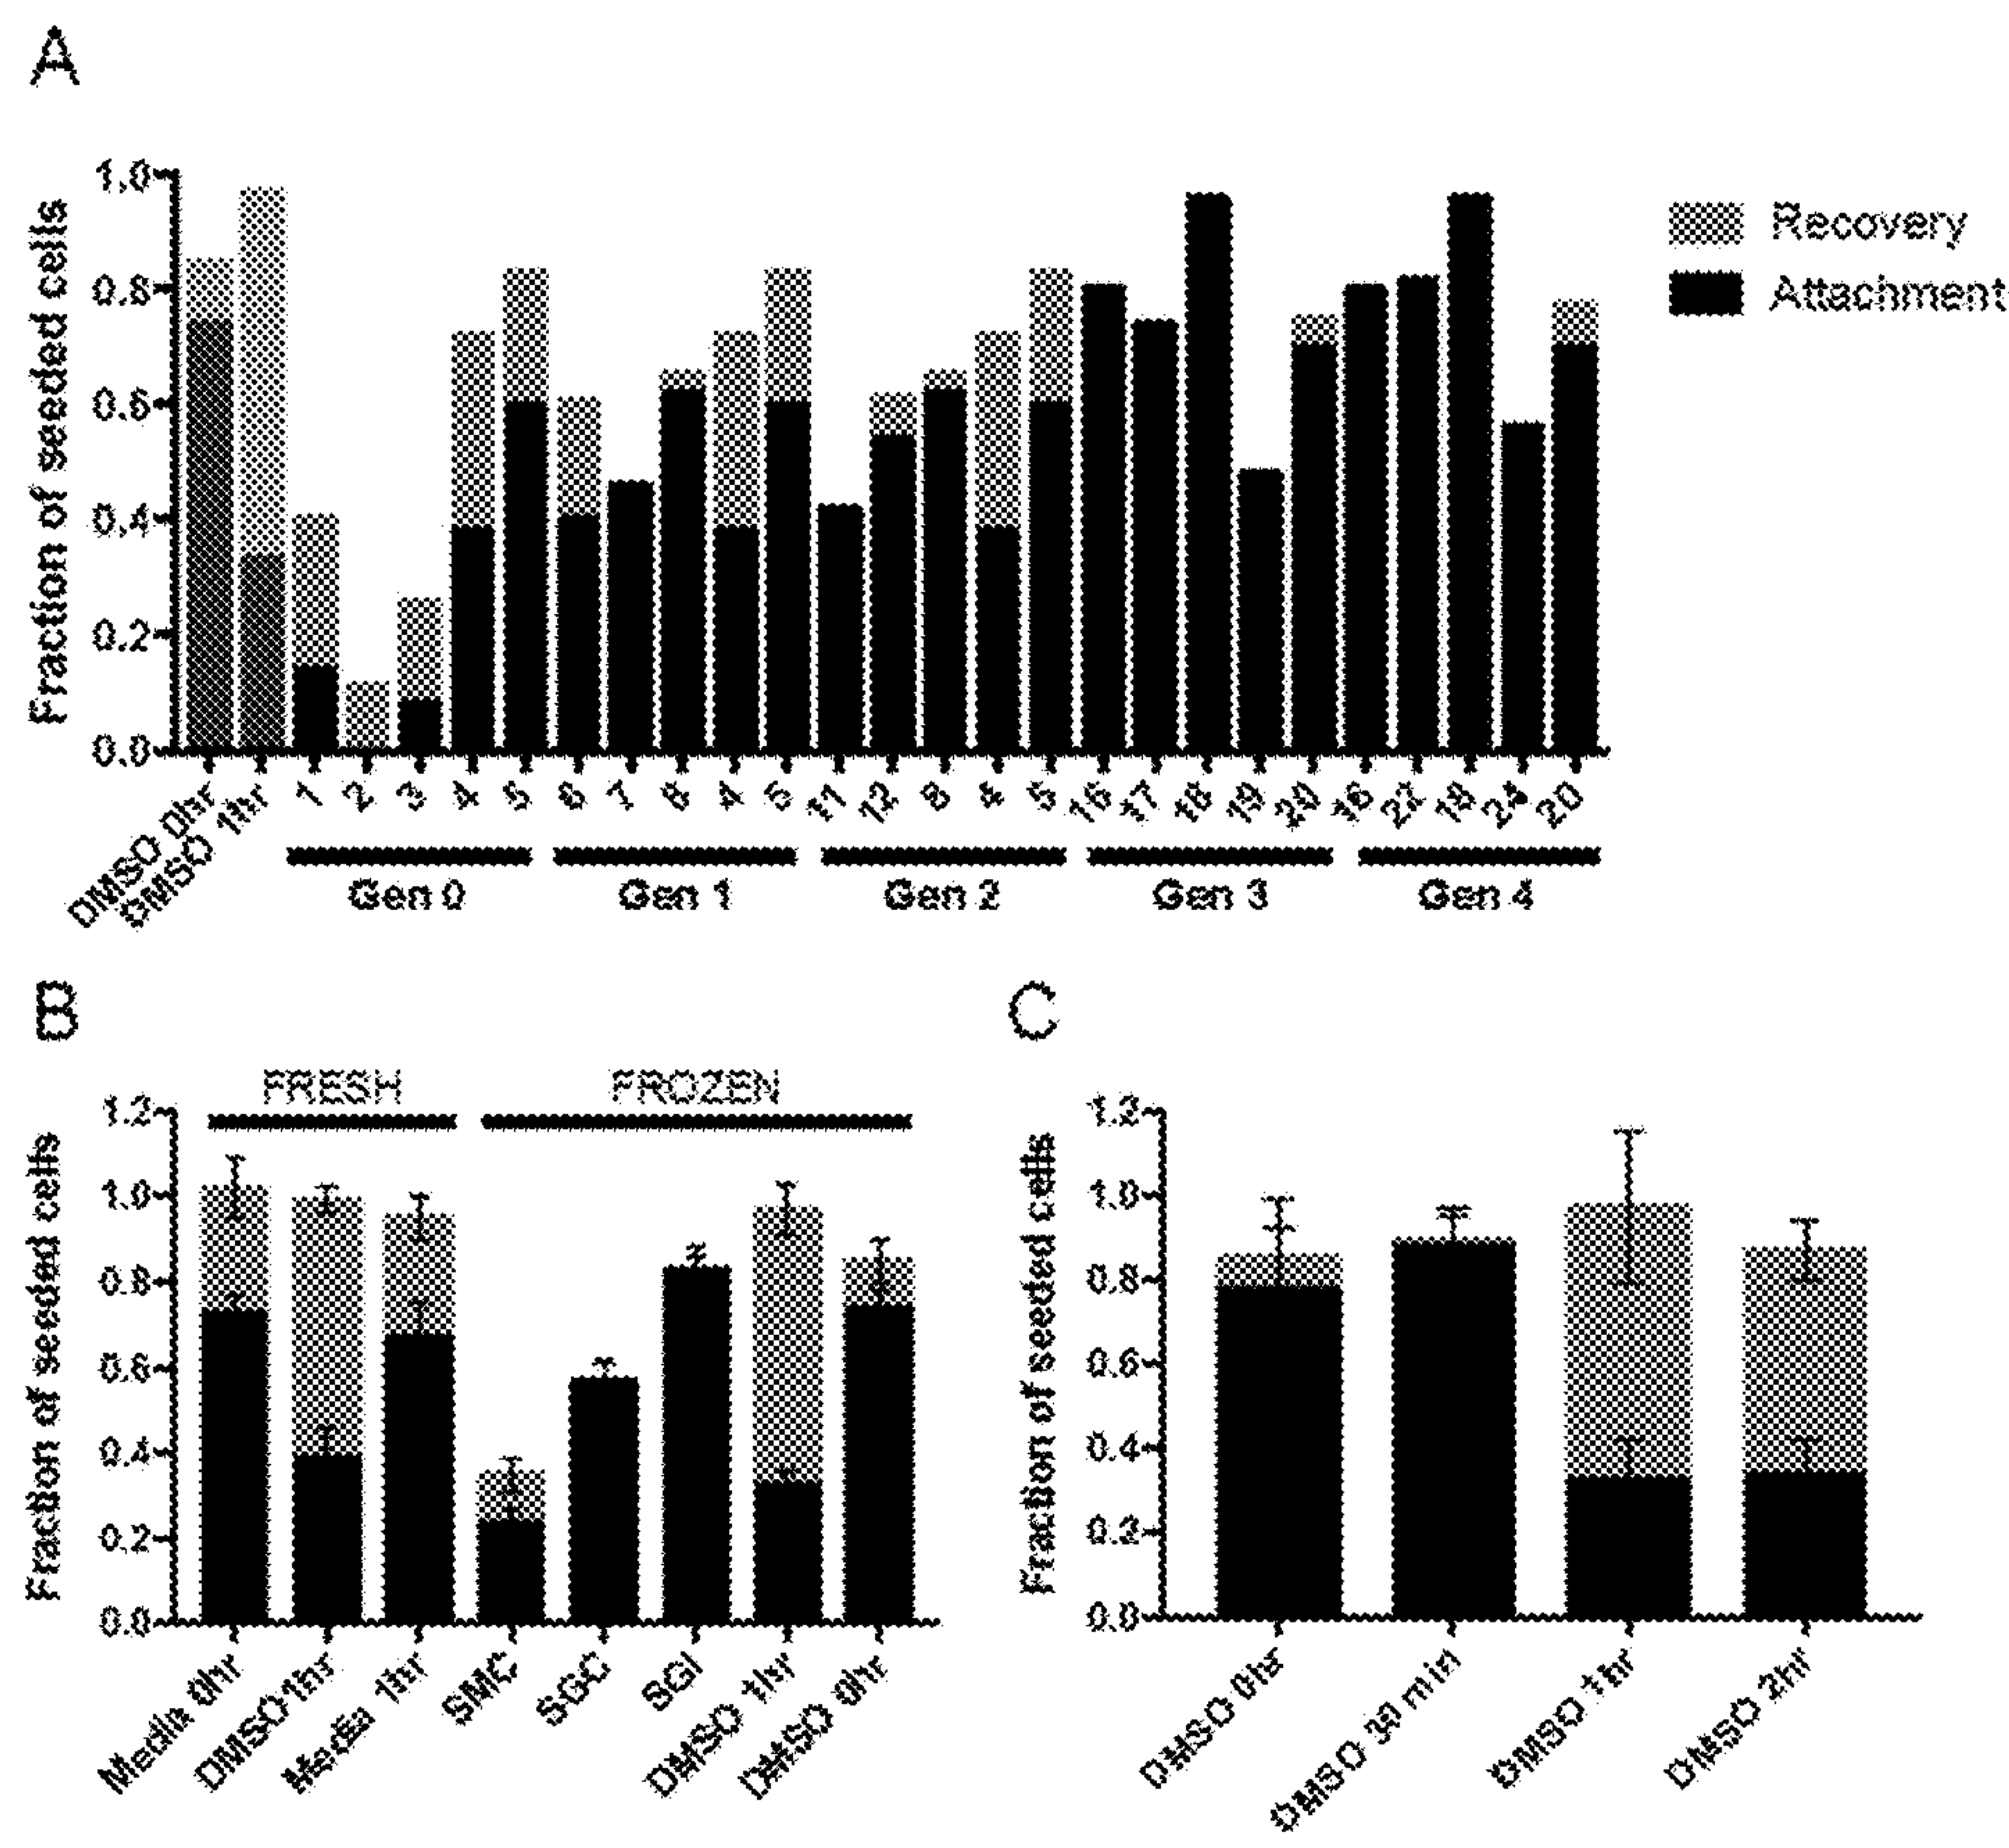 A
Fraction of seeded cells
1.0
0.8
0.6
0.4
0.2
0.0
Recovery
Attachment
DMSO 0hr
DMSO 1hr
1 2 3 4 5 6 7 8 4 5 11 12 8 4 5 16 17 18 19 20 16 22 18 24 20
Gen 0 Gen 1 Gen 2 Gen 3 Gen 4
B
FRESH FROZEN
Fraction of seeded cells
1.2
1.0
0.8
0.6
0.4
0.2
0.0
Media 0hr
DMSO1hr
Media 1hr
SMC
SGC
SGI
DMSO 1hr
DMSO 0hr
C
Fraction of seeded cells
1.2
1.0
0.8
0.6
0.4
0.2
0.0
DMSO 0hr
DMSO 30 min
DMSO 1hr
DMSO 2hr